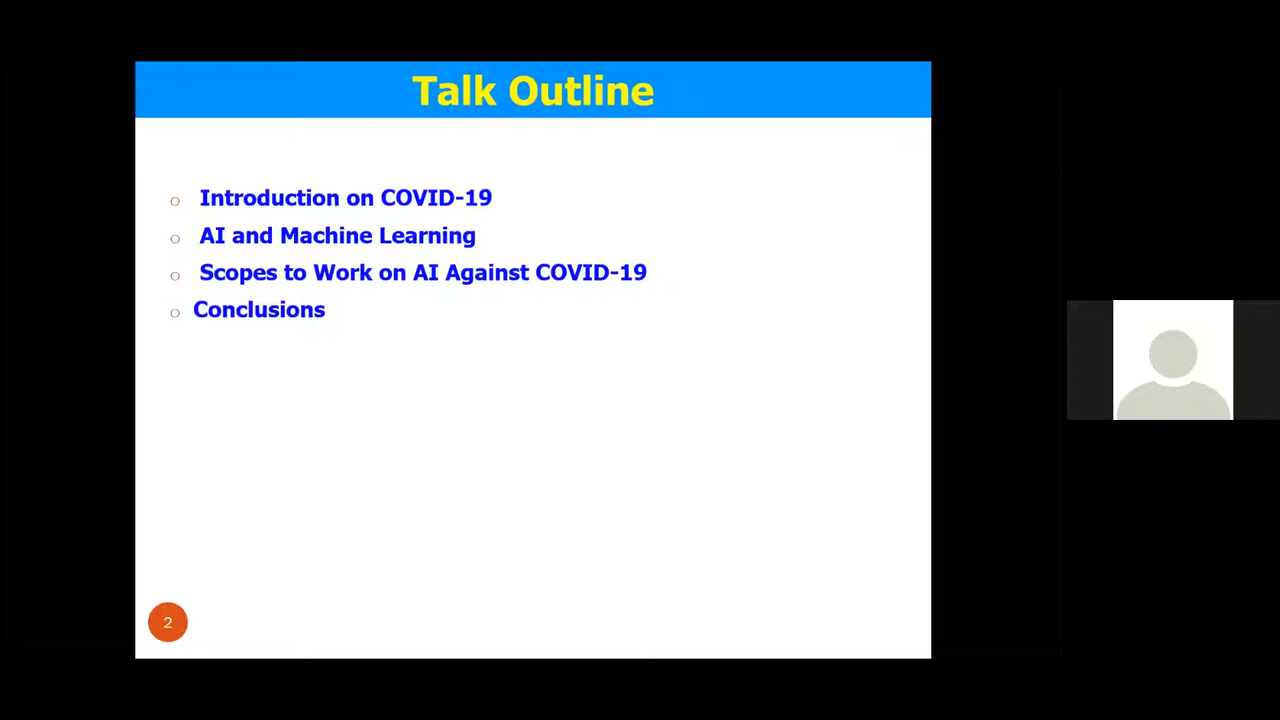 Talk Outline
Introduction on COVID-19
AI and Machine Learning
Scopes to Work on AI Against COVID-19
Conclusions
2